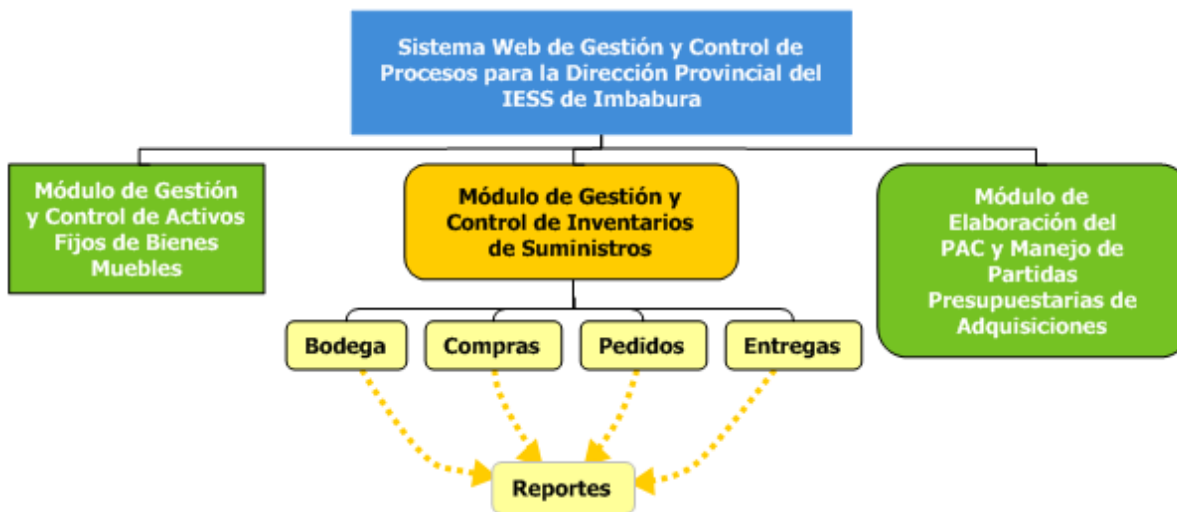 Sistema Web de Gestión y Control de
Procesos para la Dirección Provincial del
IESS de Imbabura
Módulo de Gestión
y Control de Activos
Fijos de Bienes
Muebles
Módulo de Gestión y
Control de Inventarios
de Suministros
Módulo de
Elaboración del
PAC y Manejo de
Partidas
Presupuestarias de
Adquisiciones
Bodega
Compras
Pedidos
Entregas
Reportes